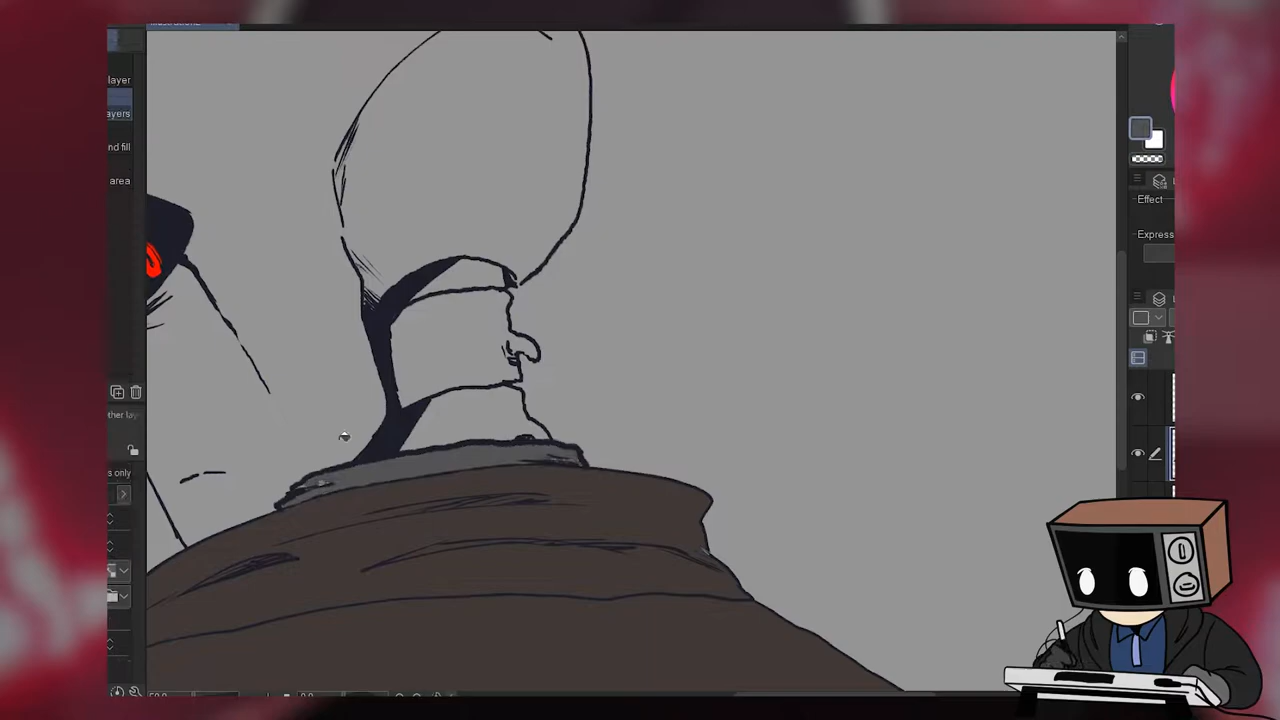 layer
ayers
nd fill
area
ther lay
s only
Effect
Express